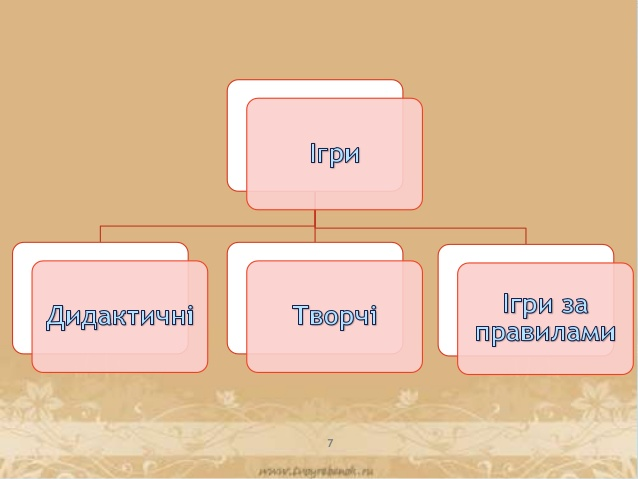 Ігри
Дидактичні
Творчі
Ігри за
правилами
7